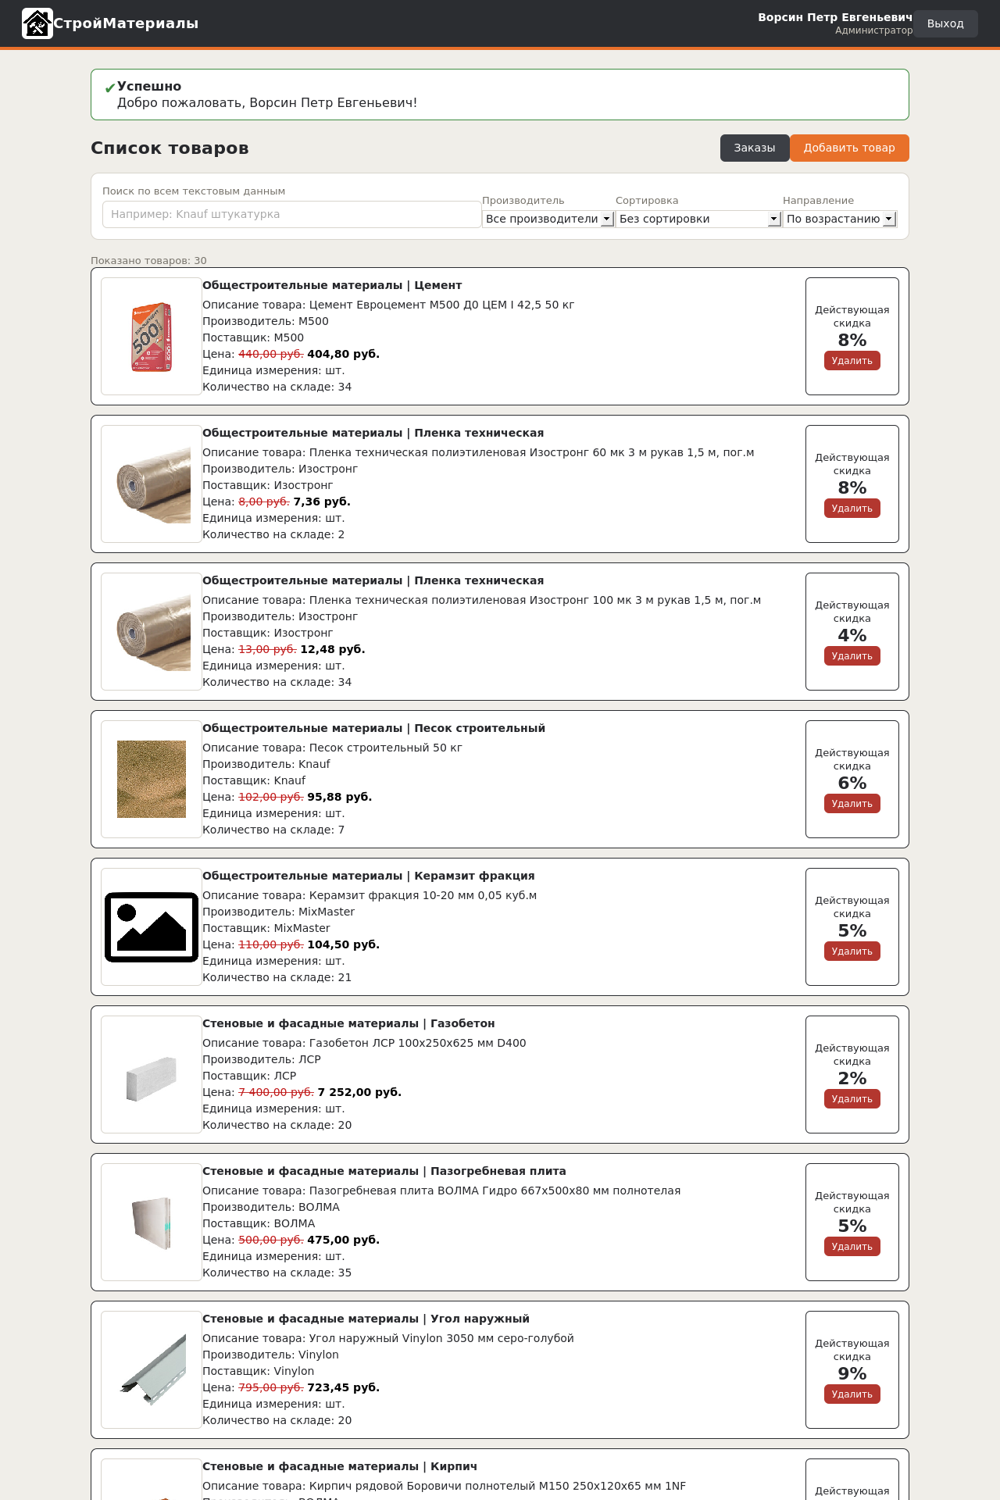 СтройМатериалы
Ворсин Петр Евгеньевич
Администратор
Выход
✔ Успешно
Добро пожаловать, Ворсин Петр Евгеньевич!
Список товаров
Заказы
Добавить товар
Поиск по всем текстовым данным
Например: Knauf штукатурка
Производитель
Все производители
Сортировка
Без сортировки
Направление
По возрастанию
Показано товаров: 30
500
Общестроительные материалы | Цемент
Описание товара: Цемент Евроцемент М500 Д0 ЦЕМ I 42,5 50 кг
Производитель: М500
Поставщик: М500
Цена: 440,00 руб. 404,80 руб.
Единица измерения: шт.
Количество на складе: 34
Действующая
скидка
8%
Удалить
Общестроительные материалы | Пленка техническая
Описание товара: Пленка техническая полиэтиленовая Изостронг 60 мк 3 м рукав 1,5 м, пог.м
Производитель: Изостронг
Поставщик: Изостронг
Цена: 8,00 руб. 7,36 руб.
Единица измерения: шт.
Количество на складе: 2
Действующая
скидка
8%
Удалить
Общестроительные материалы | Пленка техническая
Описание товара: Пленка техническая полиэтиленовая Изостронг 100 мк 3 м рукав 1,5 м, пог.м
Производитель: Изостронг
Поставщик: Изостронг
Цена: 13,00 руб. 12,48 руб.
Единица измерения: шт.
Количество на складе: 34
Действующая
скидка
4%
Удалить
Общестроительные материалы | Песок строительный
Описание товара: Песок строительный 50 кг
Производитель: Knauf
Поставщик: Knauf
Цена: 102,00 руб. 95,88 руб.
Единица измерения: шт.
Количество на складе: 7
Действующая
скидка
6%
Удалить
Общестроительные материалы | Керамзит фракция
Описание товара: Керамзит фракция 10-20 мм 0,05 куб.м
Производитель: MixMaster
Поставщик: MixMaster
Цена: 110,00 руб. 104,50 руб.
Единица измерения: шт.
Количество на складе: 21
Действующая
скидка
5%
Удалить
Стеновые и фасадные материалы | Газобетон
Описание товара: Газобетон ЛСР 100х250х625 мм D400
Производитель: ЛСР
Поставщик: ЛСР
Цена: 7 400,00 руб. 7 252,00 руб.
Единица измерения: шт.
Количество на складе: 20
Действующая
скидка
2%
Удалить
Стеновые и фасадные материалы | Пазогребневая плита
Описание товара: Пазогребневая плита ВОЛМА Гидро 667х500х80 мм полнотелая
Производитель: ВОЛМА
Поставщик: ВОЛМА
Цена: 500,00 руб. 475,00 руб.
Единица измерения: шт.
Количество на складе: 35
Действующая
скидка
5%
Удалить
Стеновые и фасадные материалы | Угол наружный
Описание товара: Угол наружный Vinylon 3050 мм серо-голубой
Производитель: Vinylon
Поставщик: Vinylon
Цена: 795,00 руб. 723,45 руб.
Единица измерения: шт.
Количество на складе: 20
Действующая
скидка
9%
Удалить
Стеновые и фасадные материалы | Кирпич
Описание товара: Кирпич рядовой Боровичи полнотелый М150 250х120х65 мм 1NF
Производитель: ВОЛМА
Действующая